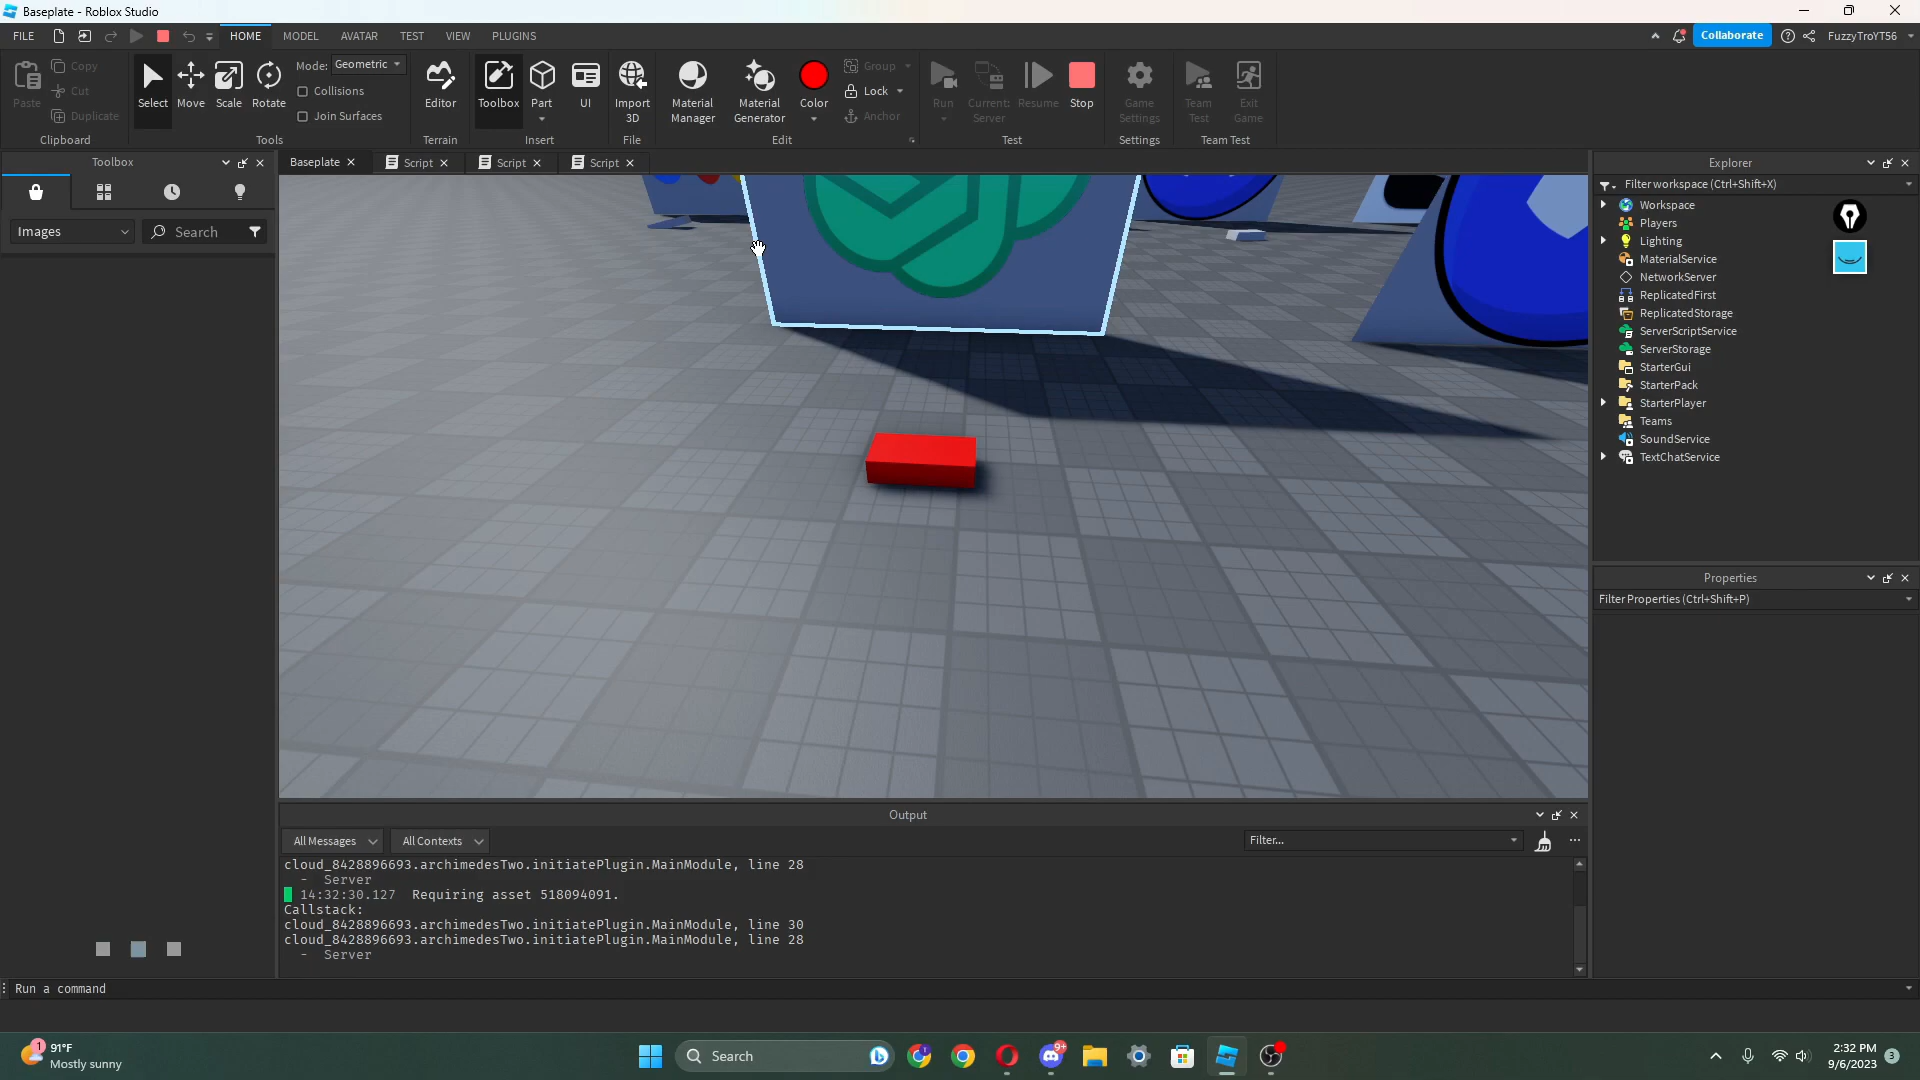 Baseplate - Roblox Studio
FILE
HOME
MODEL
AVATAR
TEST
VIEW
PLUGINS
Collaborate
FuzzyTroYT56
Paste
Copy
Cut
Duplicate
Clipboard
Select
Move
Scale
Rotate
Mode:
Geometric
Collisions
Join Surfaces
Tools
Editor
Terrain
Toolbox
Part
UI
Insert
Import
3D
File
Material
Manager
Material
Generator
Color
Group
Lock
Anchor
Edit
Run
Current:
Server
Resume
Stop
Test
Game
Settings
Settings
Team
Test
Exit
Game
Team Test
Toolbox
Images
Search
Baseplate
Script
Script
Script
Explorer
Filter workspace (Ctrl+Shift+X)
Workspace
Players
Lighting
MaterialService
NetworkServer
ReplicatedFirst
ReplicatedStorage
ServerScriptService
ServerStorage
StarterGui
StarterPack
StarterPlayer
Teams
SoundService
TextChatService
Properties
Filter Properties (Ctrl+Shift+P)
Output
All Messages
All Contexts
Filter...
cloud_8428896693.archimedesTwo.initiatePlugin.MainModule, line 28
- Server
14:32:30.127 Requiring asset 518094091.
Callstack:
cloud_8428896693.archimedesTwo.initiatePlugin.MainModule, line 30
cloud_8428896693.archimedesTwo.initiatePlugin.MainModule, line 28
- Server
Run a command
1
91°F
Mostly sunny
Search
9+
2:32 PM
9/6/2023
3